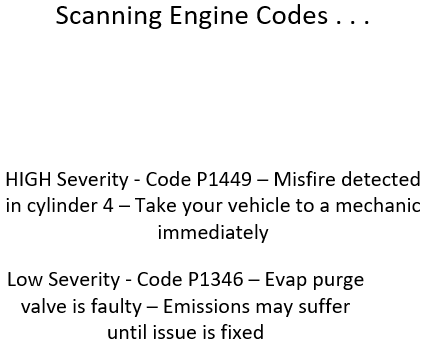 Scanning Engine Codes . . .
HIGH Severity - Code P1449 – Misfire detected
in cylinder 4 – Take your vehicle to a mechanic
immediately
Low Severity - Code P1346 – Evap purge
valve is faulty – Emissions may suffer
until issue is fixed